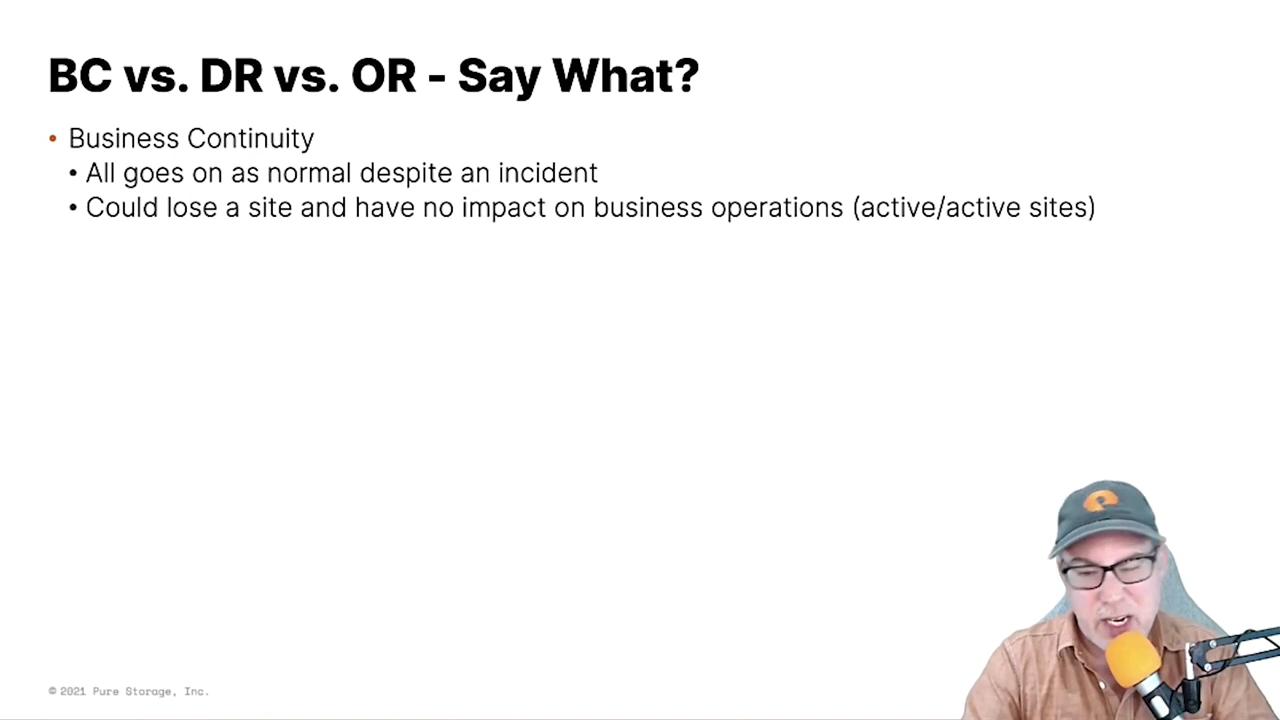 BC vs. DR vs. OR - Say What?
• Business Continuity
• All goes on as normal despite an incident
• Could lose a site and have no impact on business operations (active/active sites)
© 2021 Pure Storage, Inc.